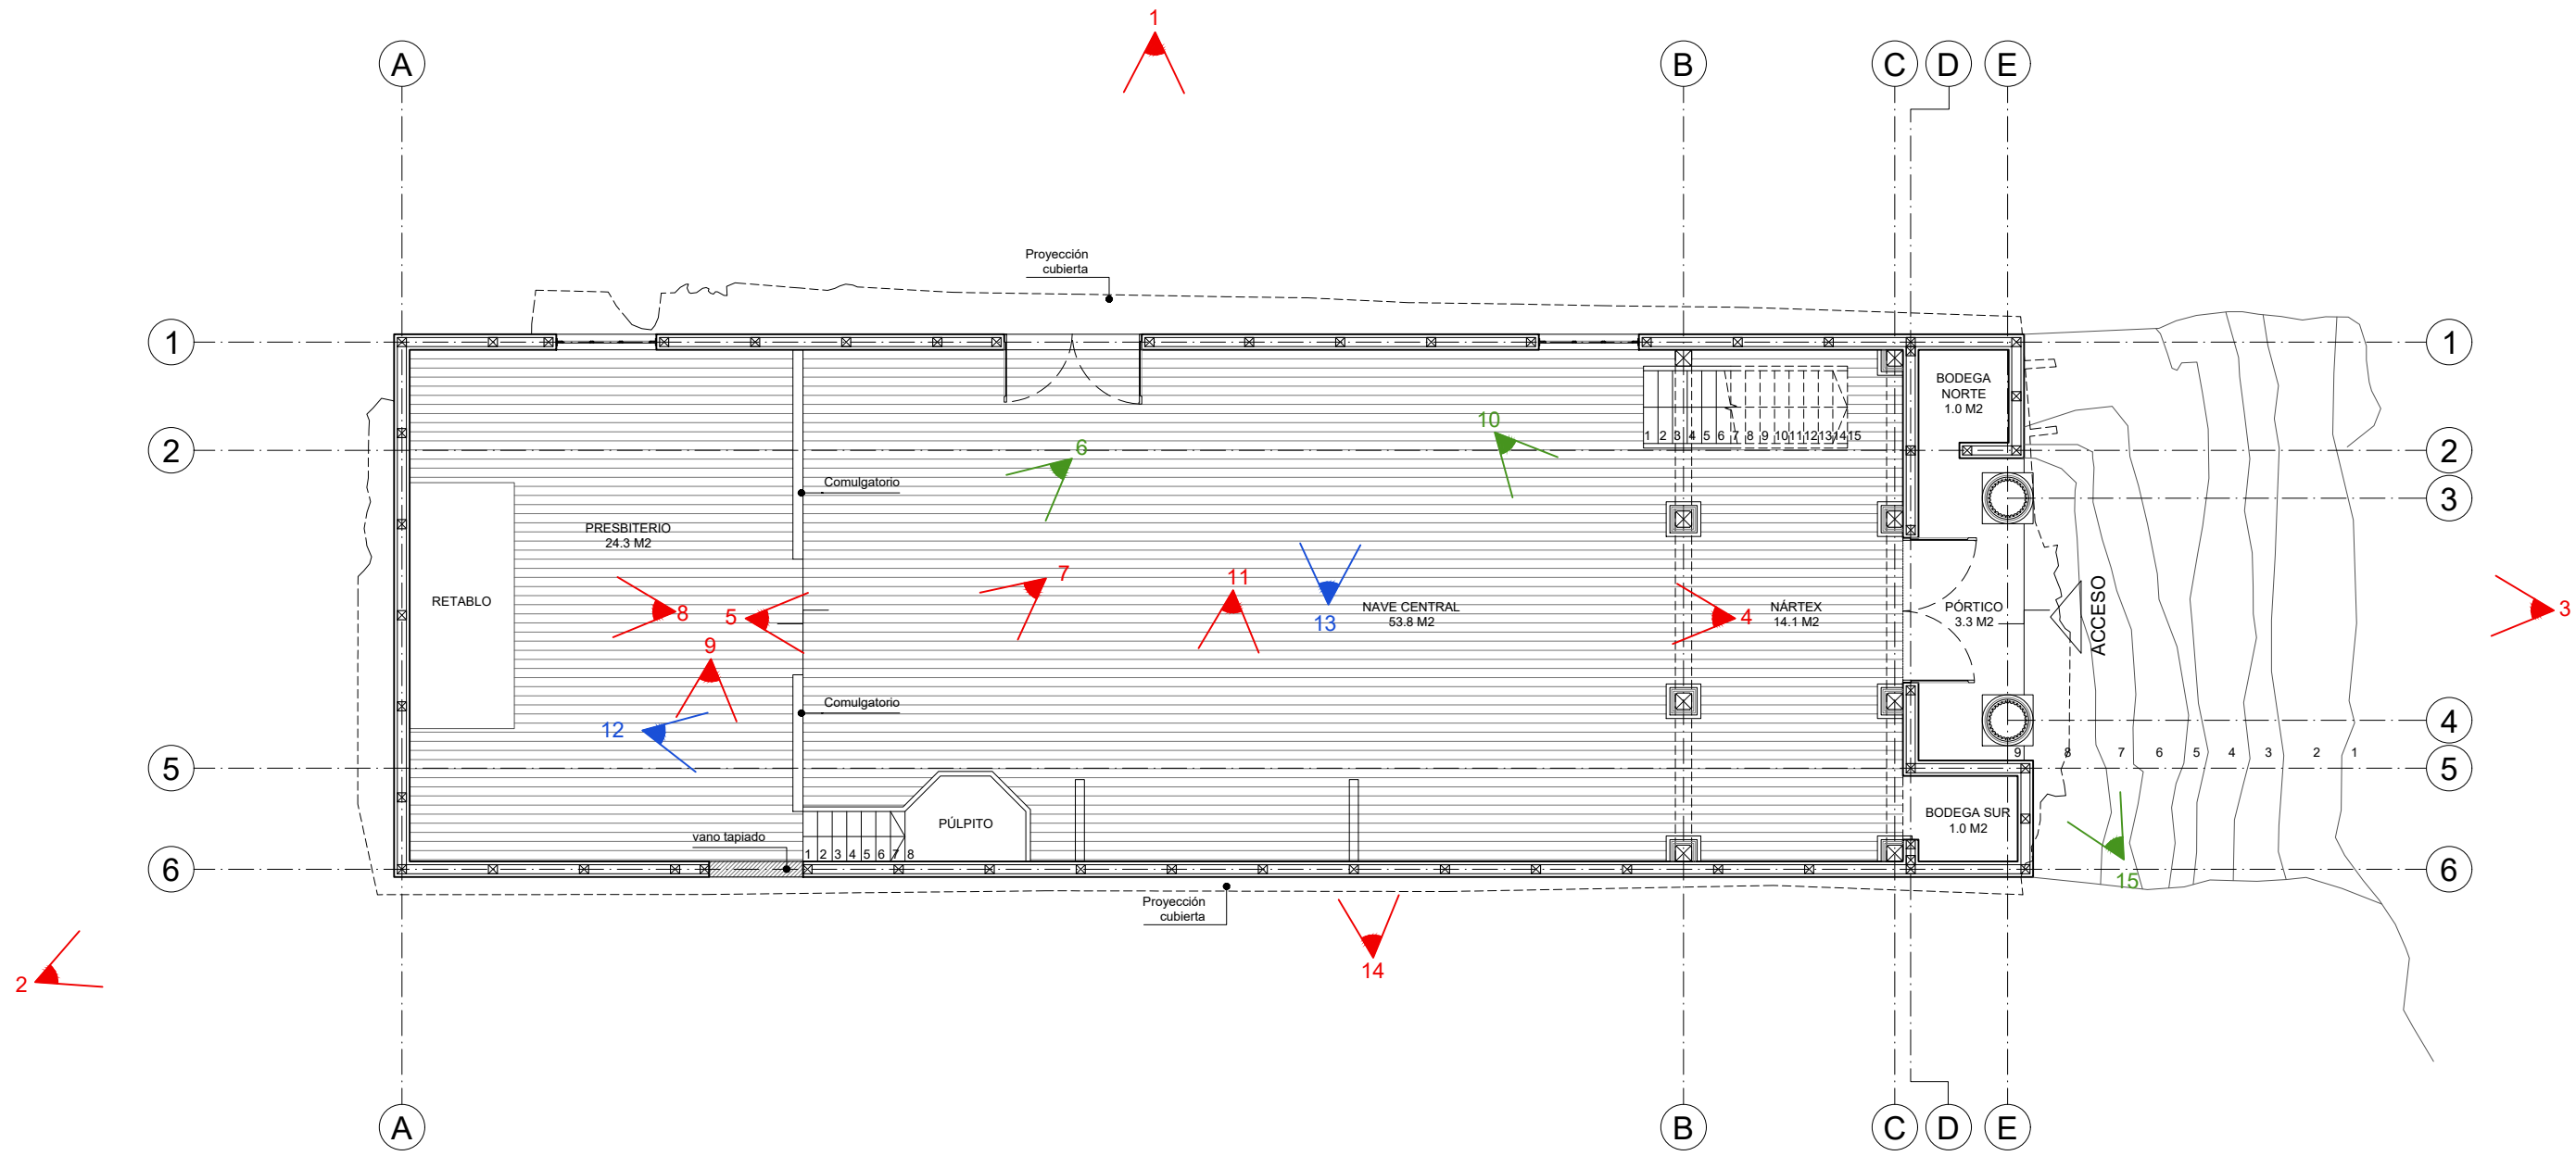 1
A
B
C
D
E
Proyección
cubierta
1
1
BODEGA
NORTE
1.0 M2
10
1 2 3 4 5 6 7 8 9 10 11 12 13 14 15
6
2
2
Comulgatorio
3
PRESBITERIO
24.3 M2
7
11
RETABLO
8
5
13
NAVE CENTRAL
53.8 M2
4
NÁRTEX
14.1 M2
PÓRTICO
3.3 M2
ACCESO
3
9
Comulgatorio
12
4
9 8 7 6 5 4 3 2 1
5
5
PÚLPITO
BODEGA SUR
1.0 M2
vano tapiado
1 2 3 4 5 6 7 8
6
6
15
Proyección
cubierta
14
2
A
B
C
D
E